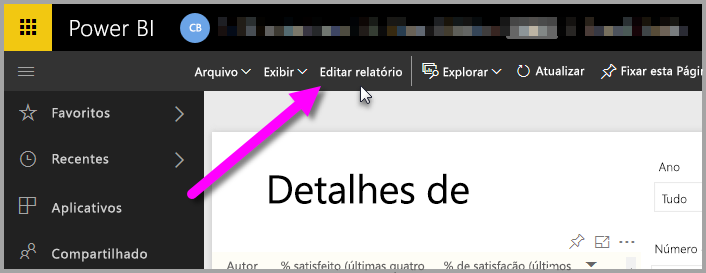 Power BI CB
Arquivo Exibir Editar relatório Explorar Atualizar Fixar esta Págin
Favoritos
Recentes
Aplicativos
Compartilhado
Detalhes de
Ano
Tudo
Número
Autor % satisfeito (últimas quatro % de satisfação (últimos